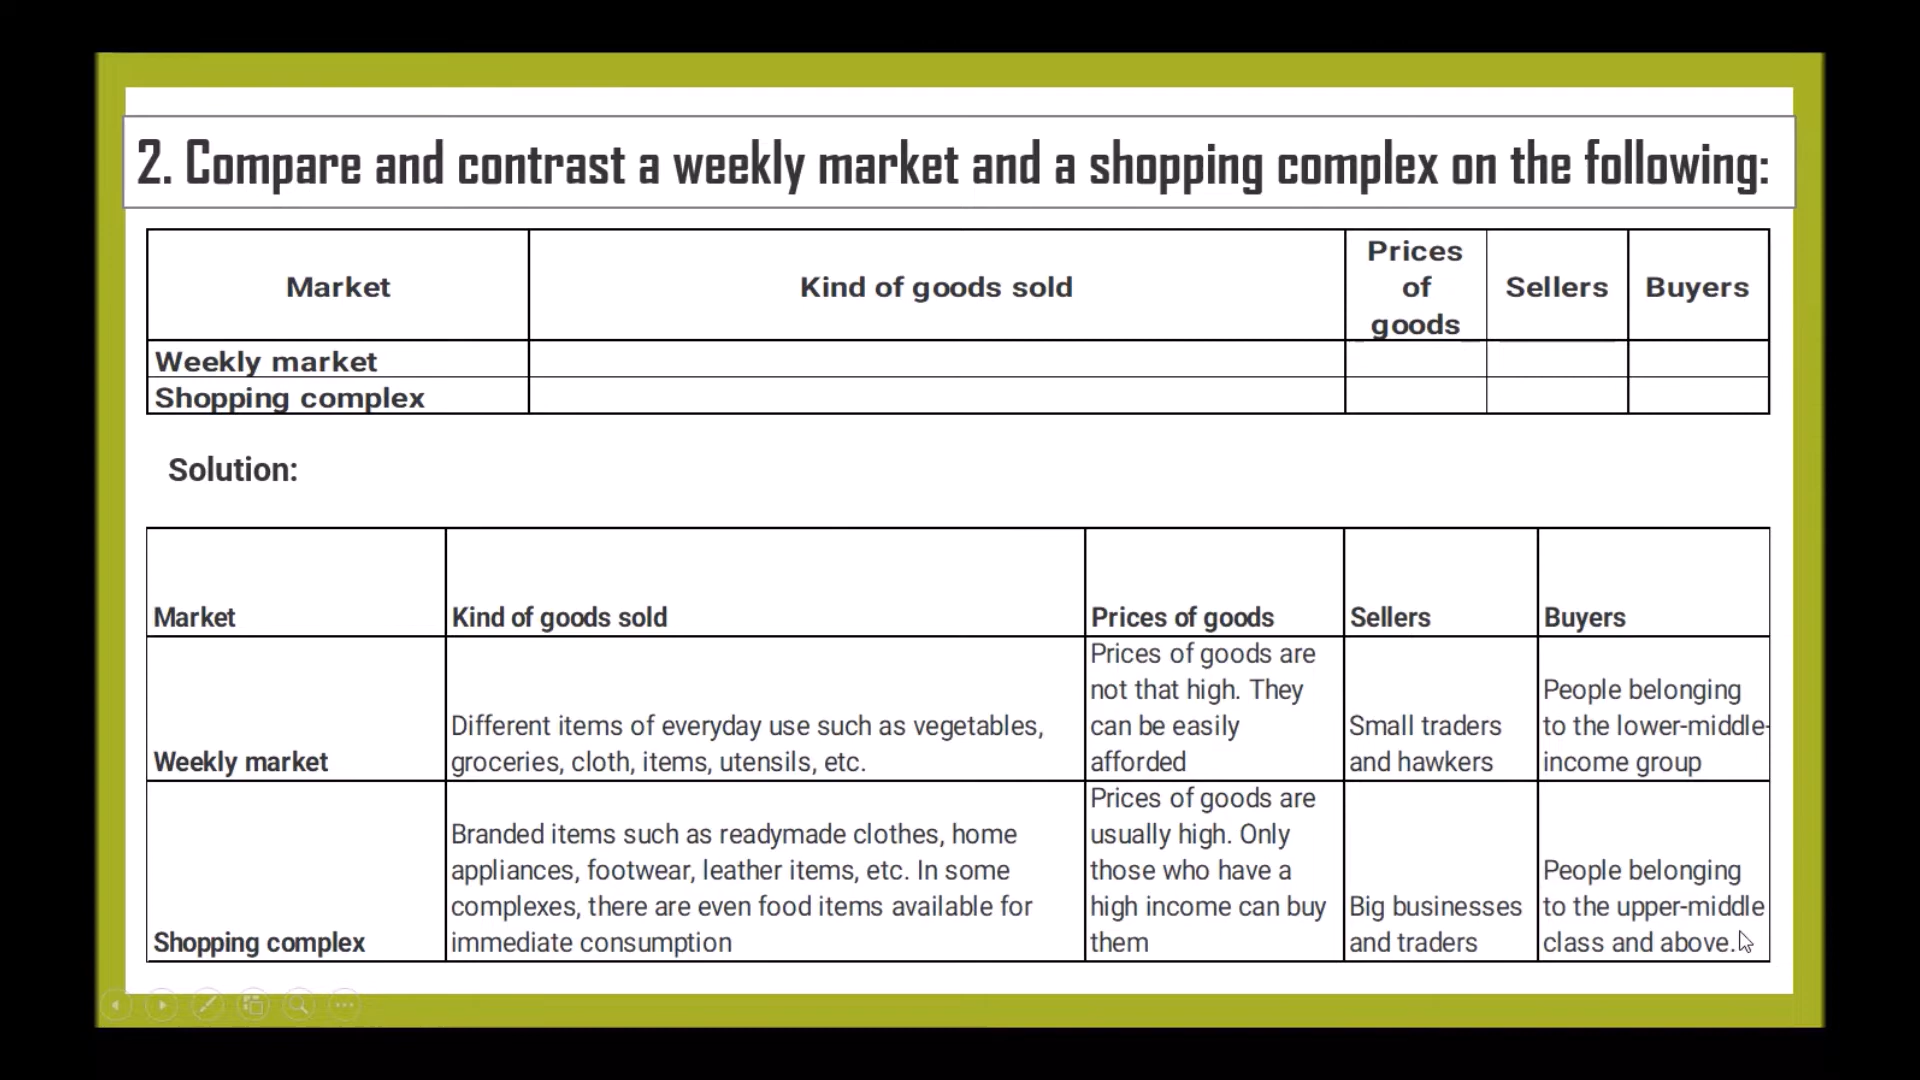 2. Compare and contrast a weekly market and a shopping complex on the following:
Market
Kind of goods sold
Prices
of
goods
Sellers
Buyers
Weekly market
Shopping complex
Solution:
Market
Kind of goods sold
Prices of goods
Sellers
Buyers
Weekly market
Different items of everyday use such as vegetables,
groceries, cloth, items, utensils, etc.
Prices of goods are
not that high. They
can be easily
afforded
Small traders
and hawkers
People belonging
to the lower-middle-
income group
Shopping complex
Branded items such as readymade clothes, home
appliances, footwear, leather items, etc. In some
complexes, there are even food items available for
immediate consumption
Prices of goods are
usually high. Only
those who have a
high income can buy
them
Big businesses
and traders
People belonging
to the upper-middle
class and above.